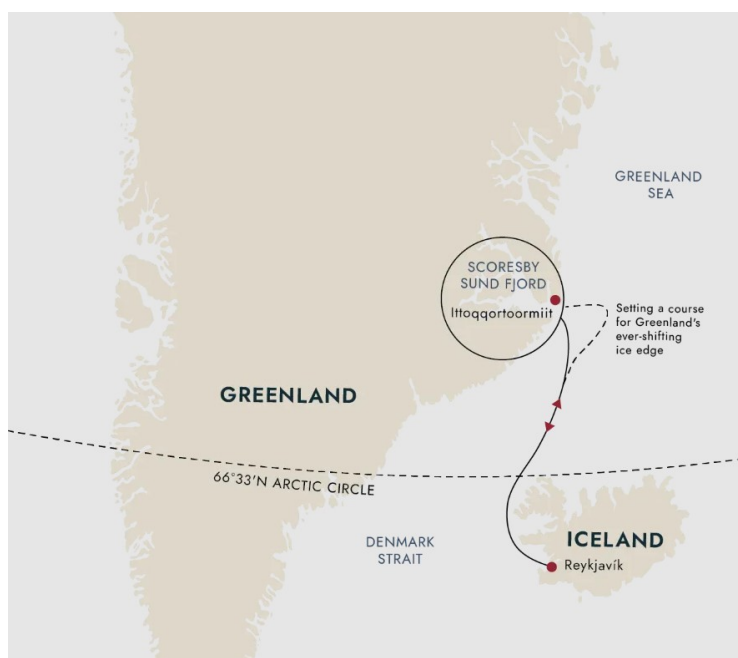 GREENLAND
SEA
SCORESBY
SUND FJORD
Ittoqqortoormiit
Setting a course
for Greenland's
ever-shifting
ice edge
GREENLAND
66°33'N ARCTIC CIRCLE
DENMARK
STRAIT
ICELAND
Reykjavík